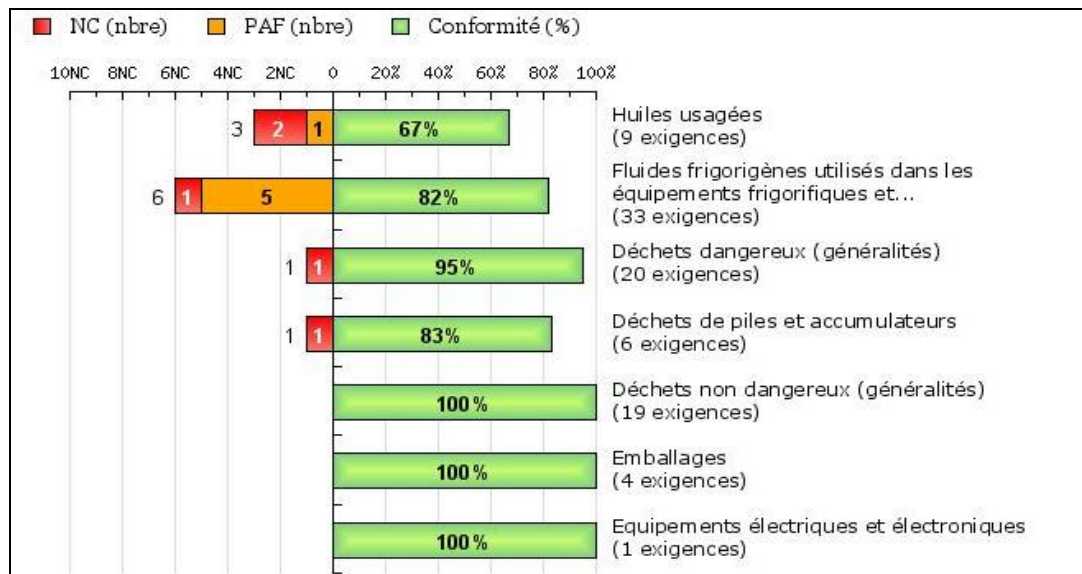 NC (nbre) PAF (nbre) Conformité (%)
10NC 8NC 6NC 4NC 2NC 0 20% 40% 60% 80% 100%
3 2 1 67% Huiles usagées
(9 exigences)
Fluides frigorigènes utilisés dans les
6 1 5 82% équipements frigorifiques et...
(33 exigences)
1 1 95% Déchets dangereux (généralités)
(20 exigences)
1 1 83% Déchets de piles et accumulateurs
(6 exigences)
100% Déchets non dangereux (généralités)
(19 exigences)
100% Emballages
(4 exigences)
100% Equipements électriques et électroniques
(1 exigences)